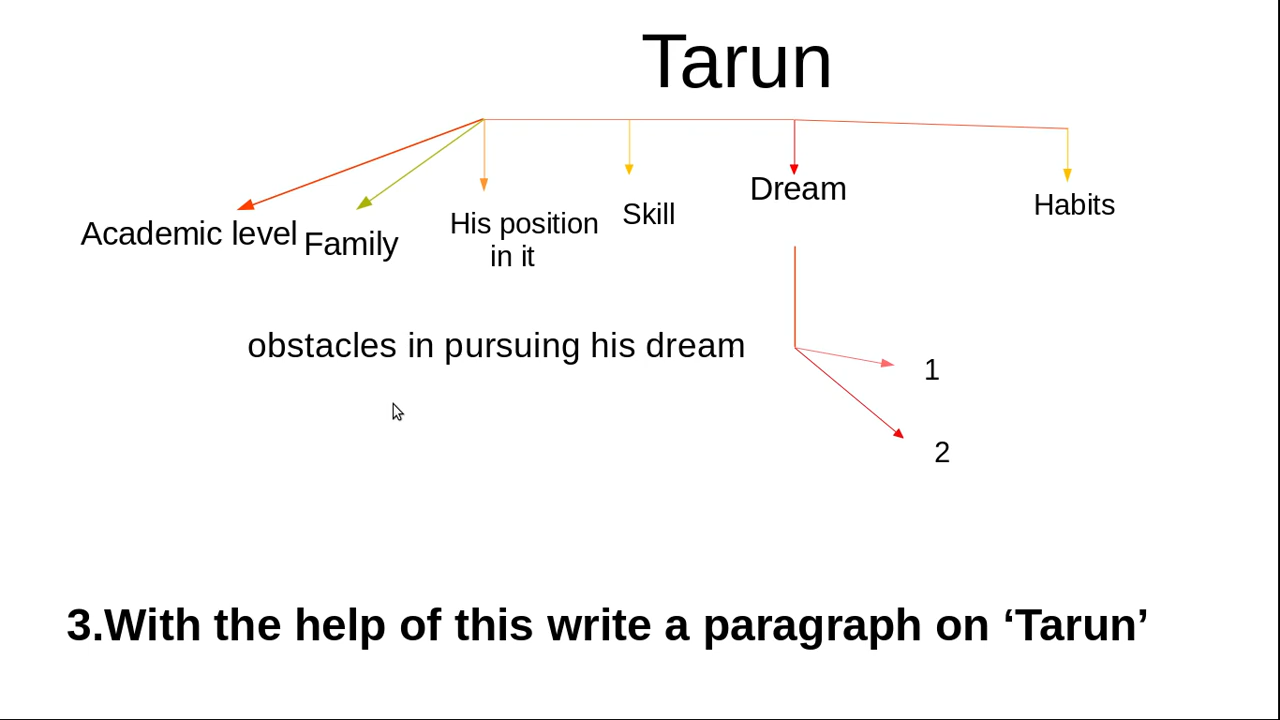 Tarun
Academic level
Family
His position
in it
Skill
Dream
Habits
obstacles in pursuing his dream
1
2
3.With the help of this write a paragraph on ‘Tarun’